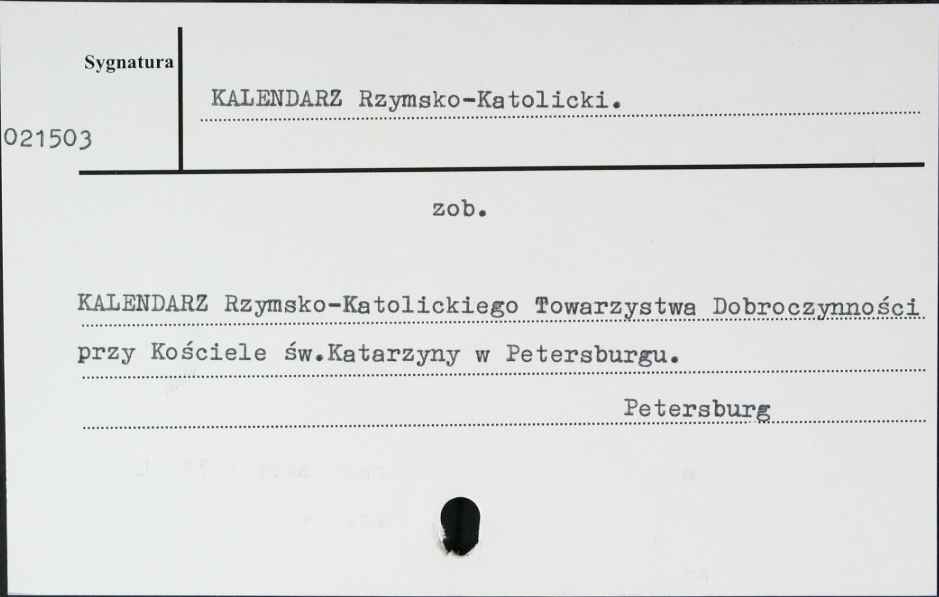 Sygnatura
KALENDARZ Rzymsko-Katolicki.
021503
zob.
KALENDARZ Rzymsko-Katolickiego Towarzystwa Dobroczynności
przy Kościele św.Katarzyny w Petersburgu.
Petersburg